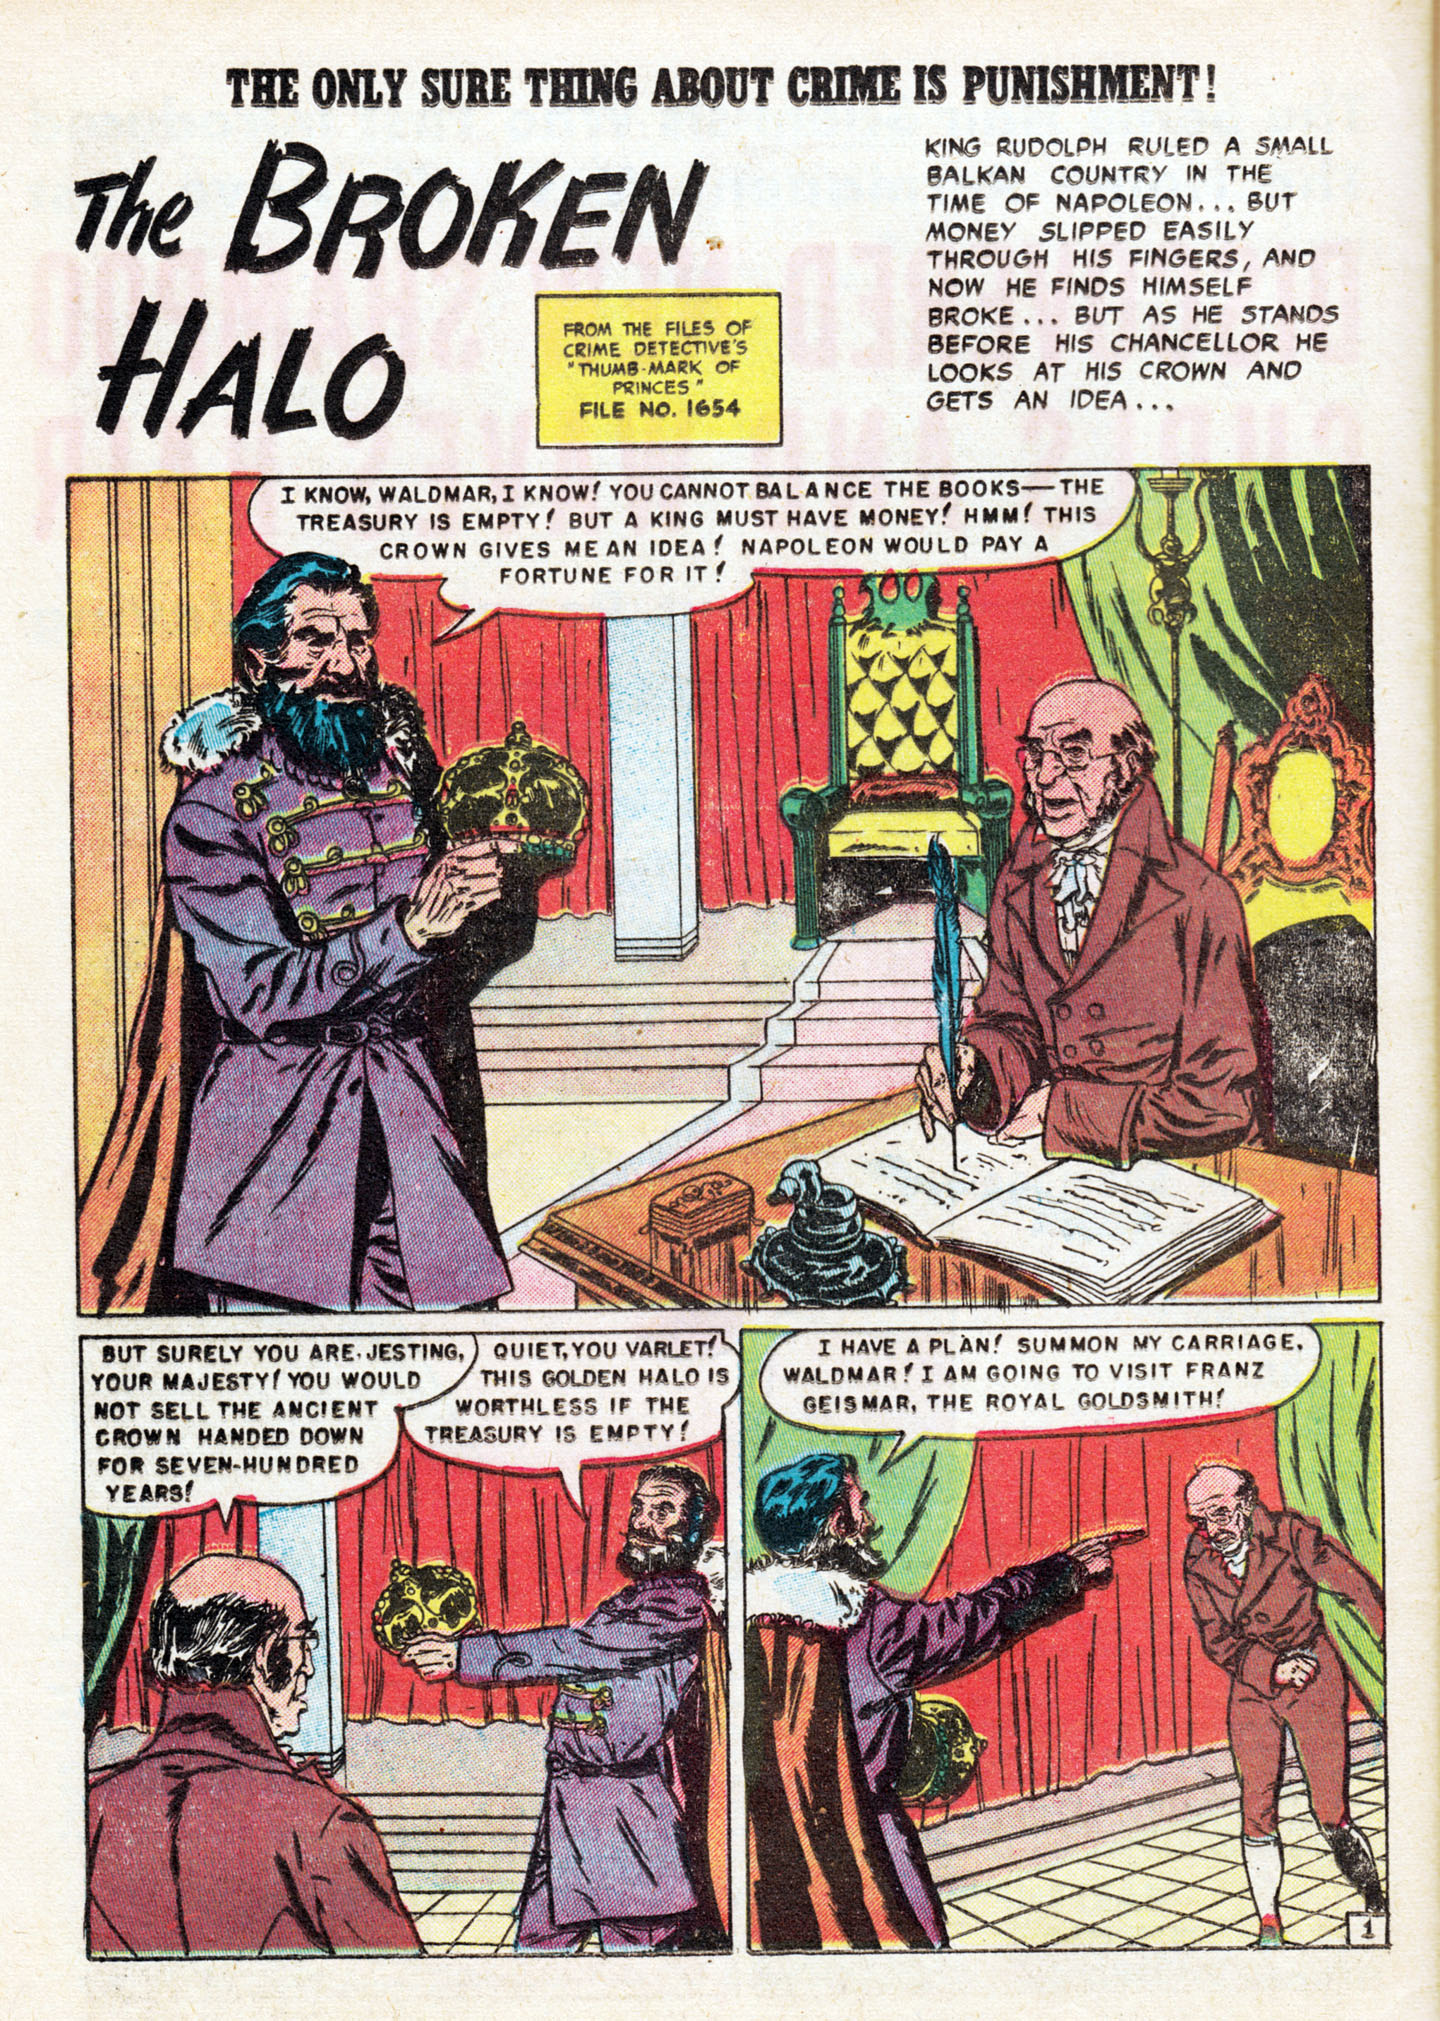 THE ONLY SURE THING ABOUT CRIME IS PUNISHMENT!
The BROKEN
HALO
FROM THE FILES OF
CRIME DETECTIVE'S
"THUMB-MARK OF
PRINCES"
FILE NO. 1654
KING RUDOLPH RULED A SMALL
BALKAN COUNTRY IN THE
TIME OF NAPOLEON... BUT
MONEY SLIPPED EASILY
THROUGH HIS FINGERS, AND
NOW HE FINDS HIMSELF
BROKE... BUT AS HE STANDS
BEFORE HIS CHANCELLOR HE
LOOKS AT HIS CROWN AND
GETS AN IDEA...
I KNOW, WALDMAR, I KNOW! YOU CANNOT BALANCE THE BOOKS—THE
TREASURY IS EMPTY! BUT A KING MUST HAVE MONEY! HMM! THIS
CROWN GIVES ME AN IDEA! NAPOLEON WOULD PAY A
FORTUNE FOR IT!
BUT SURELY YOU ARE JESTING,
YOUR MAJESTY! YOU WOULD
NOT SELL THE ANCIENT
CROWN HANDED DOWN
FOR SEVEN-HUNDRED
YEARS!
QUIET, YOU VARLET!
THIS GOLDEN HALO IS
WORTHLESS IF THE
TREASURY IS EMPTY!
I HAVE A PLAN! SUMMON MY CARRIAGE,
WALDMAR! I AM GOING TO VISIT FRANZ
GEISMAR, THE ROYAL GOLDSMITH!
1